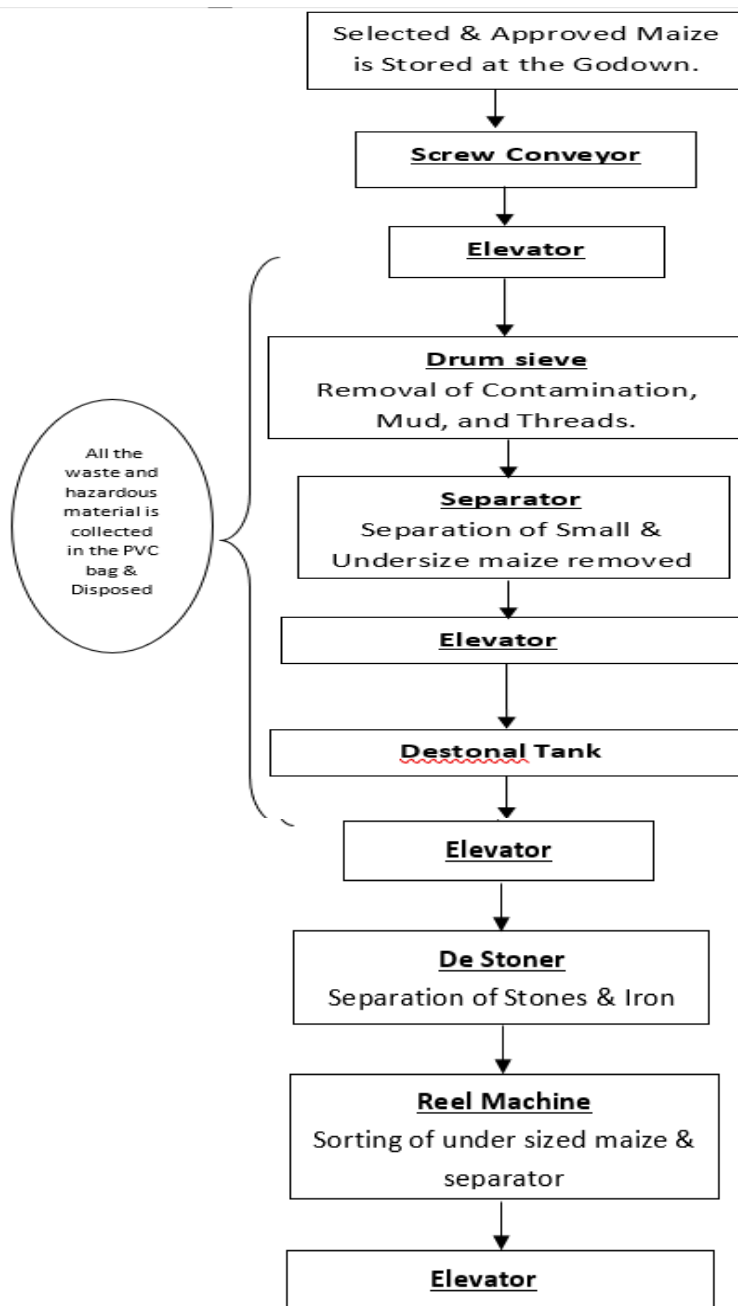 Selected & Approved Maize
is Stored at the Godown.
Screw Conveyor
Elevator
Drum sieve
Removal of Contamination,
Mud, and Threads.
All the
waste and
hazardous
material is
collected
in the PVC
bag &
Disposed
Separator
Separation of Small &
Undersize maize removed
Elevator
Destonal Tank
Elevator
De Stoner
Separation of Stones & Iron
Reel Machine
Sorting of under sized maize &
separator
Elevator